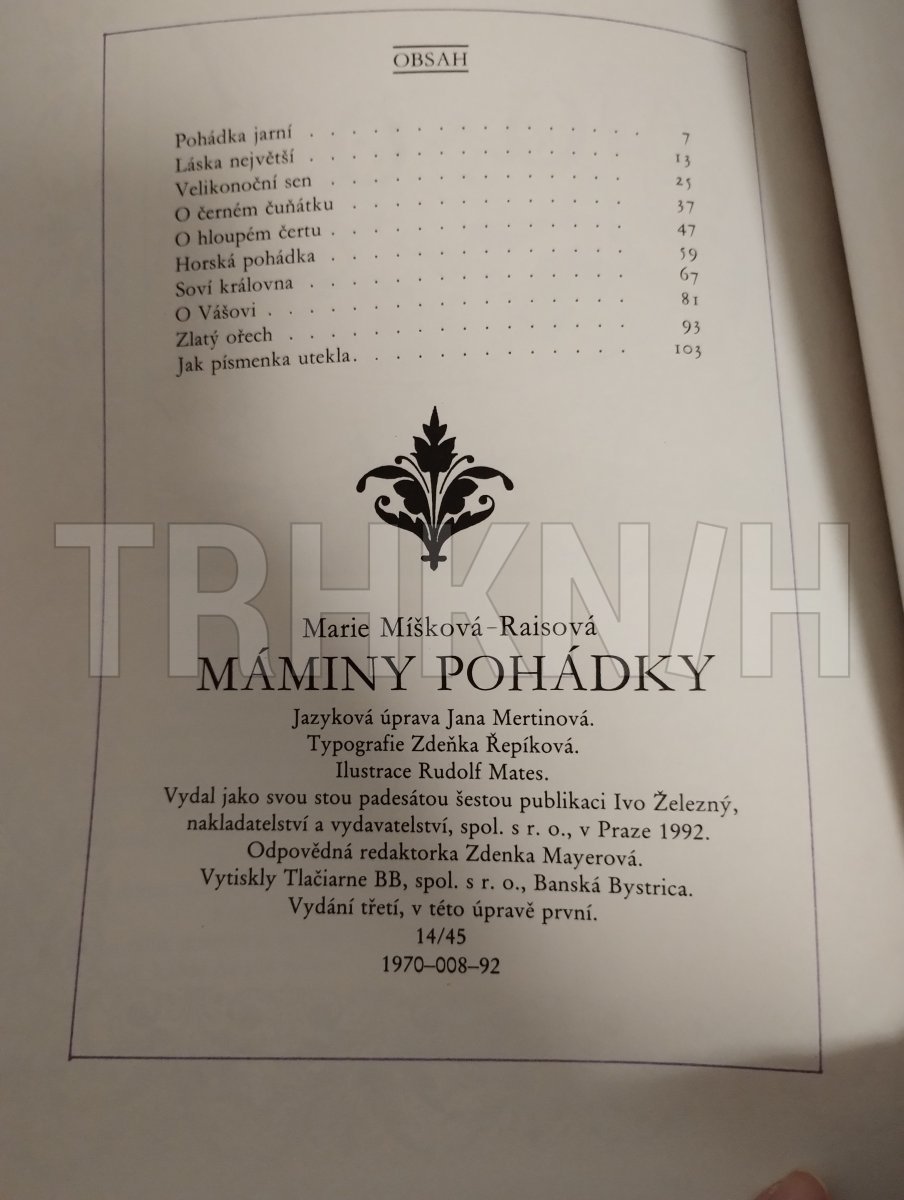 OBSAH
Pohádka jarní . . . . . . . . . . . . . . 7
Láska největší . . . . . . . . . . . . . 13
Velikonoční sen . . . . . . . . . . . . 25
O černém čuňátku . . . . . . . . . . . 37
O hloupém čertu . . . . . . . . . . . . 47
Horská pohádka . . . . . . . . . . . . 59
Soví královna . . . . . . . . . . . . . 67
O Vášovi . . . . . . . . . . . . . . . 81
Zlatý ořech . . . . . . . . . . . . . 93
Jak písmenka utekla . . . . . . . . . . . 103
TRHKNIH
Marie Míšková-Raisová
MÁMINY POHÁDKY
Jazyková úprava Jana Mertinová.
Typografie Zdeňka Řepíková.
Ilustrace Rudolf Mates.
Vydal jako svou stou padesátou šestou publikaci Ivo Železný,
nakladatelství a vydavatelství, spol. s r. o., v Praze 1992.
Odpovědná redaktorka Zdenka Mayerová.
Vytiskly Tlačiarne BB, spol. s r. o., Banská Bystrica.
Vydání třetí, v této úpravě první.
14/45
1970–008–92